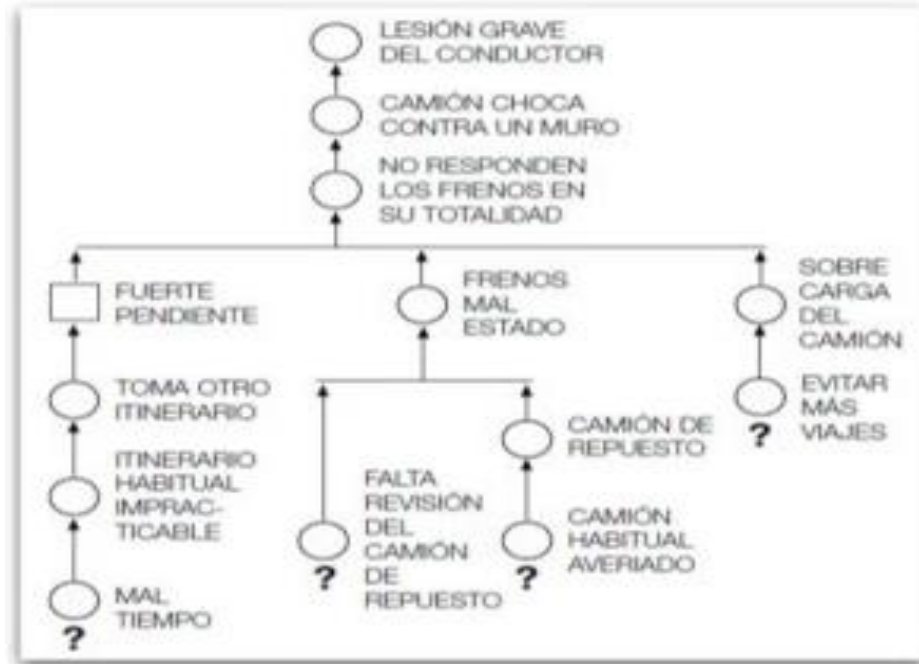 LESIÓN GRAVE
DEL CONDUCTOR
CAMIÓN CHOCA
CONTRA UN MURO
NO RESPONDEN
LOS FRENOS EN
SU TOTALIDAD
FUERTE
PENDIENTE
FRENOS
MAL
ESTADO
SOBRE
CARGA
DEL
CAMIÓN
TOMA OTRO
ITINERARIO
EVITAR
MÁS
VIAJES
?
CAMIÓN DE
REPUESTO
ITINERARIO
HABITUAL
IMPRAC-
TICABLE
FALTA
REVISIÓN
DEL
CAMIÓN
DE
REPUESTO
?
CAMIÓN
HABITUAL
AVERIADO
?
MAL
TIEMPO
?